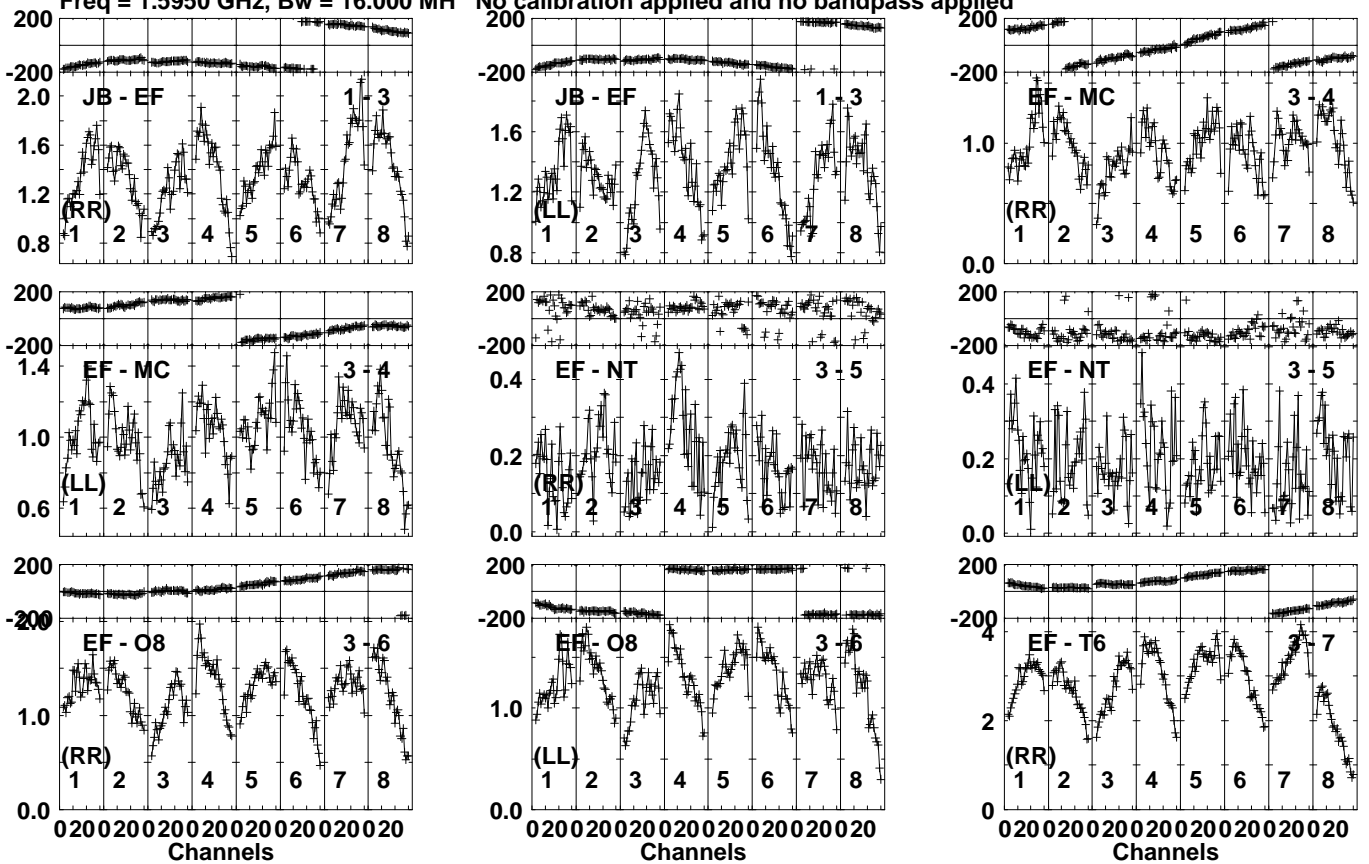 Freq = 1.5950 GHz, Bw = 16.000 MH No calibration applied and no bandpass applied
200 200 200
-200 -200 -200
JB - EF 1 - 3 JB - EF 1 - 3 EF - MC 3 - 4
2.0 1.6 1.2 0.8 1.6 1.2 0.8 1.0 0.0
(RR) (LL) (RR)
1 2 3 4 5 6 7 8 1 2 3 4 5 6 7 8 1 2 3 4 5 6 7 8
200 200 200
-200 -200 -200
EF - MC 3 - 4 EF - NT 3 - 5 EF - NT 3 - 5
1.4 1.0 0.6 0.4 0.2 0.0 0.4 0.2 0.0
(LL) (RR) (LL)
1 2 3 4 5 6 7 8 1 2 3 4 5 6 7 8 1 2 3 4 5 6 7 8
200 200 200
-200 -200 -200
EF - O8 3 - 6 EF - O8 3 - 6 EF - T6 3 - 7
2.0 1.0 0.0 1.0 0.0 4 2 0
(RR) (LL) (RR)
1 2 3 4 5 6 7 8 1 2 3 4 5 6 7 8 1 2 3 4 5 6 7 8
0 20 0 20 0 20 0 20 0 20 0 20 0 20 0 20 0 20 0 20 0 20 0 20 0 20 0 20 0 20 0 20 0 20 0 20 0 20 0 20 0 20 0 20 0 20 0 20
Channels Channels Channels